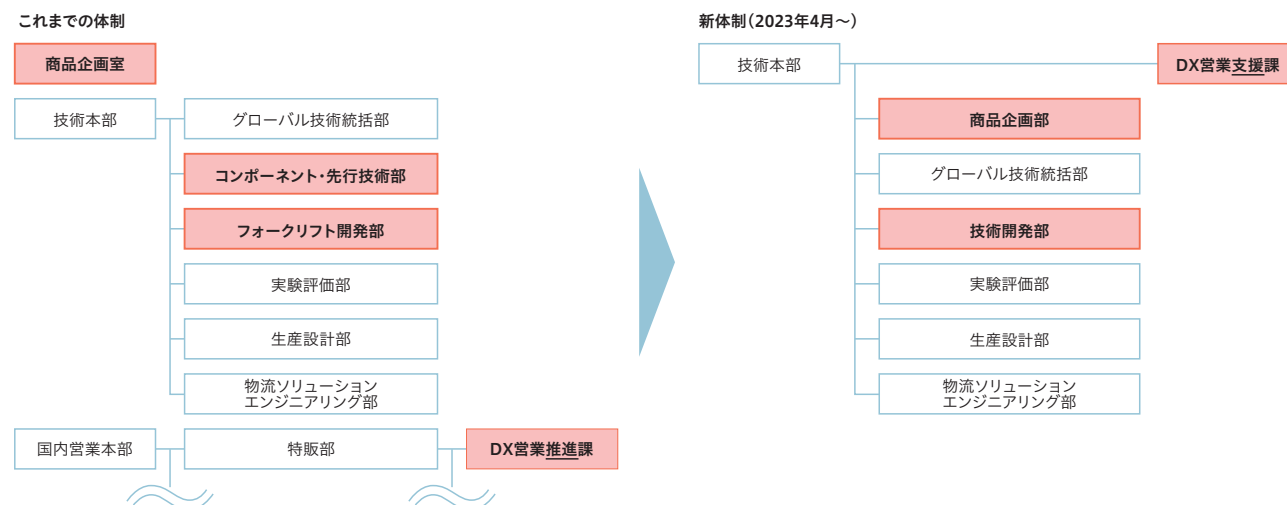 これまでの体制
商品企画室
技術本部
グローバル技術統括部
コンポーネント・先行技術部
フォークリフト開発部
実験評価部
生産設計部
物流ソリューション
エンジニアリング部
国内営業本部
特販部
DX営業推進課
新体制（2023年4月～）
技術本部
DX営業支援課
商品企画部
グローバル技術統括部
技術開発部
実験評価部
生産設計部
物流ソリューション
エンジニアリング部